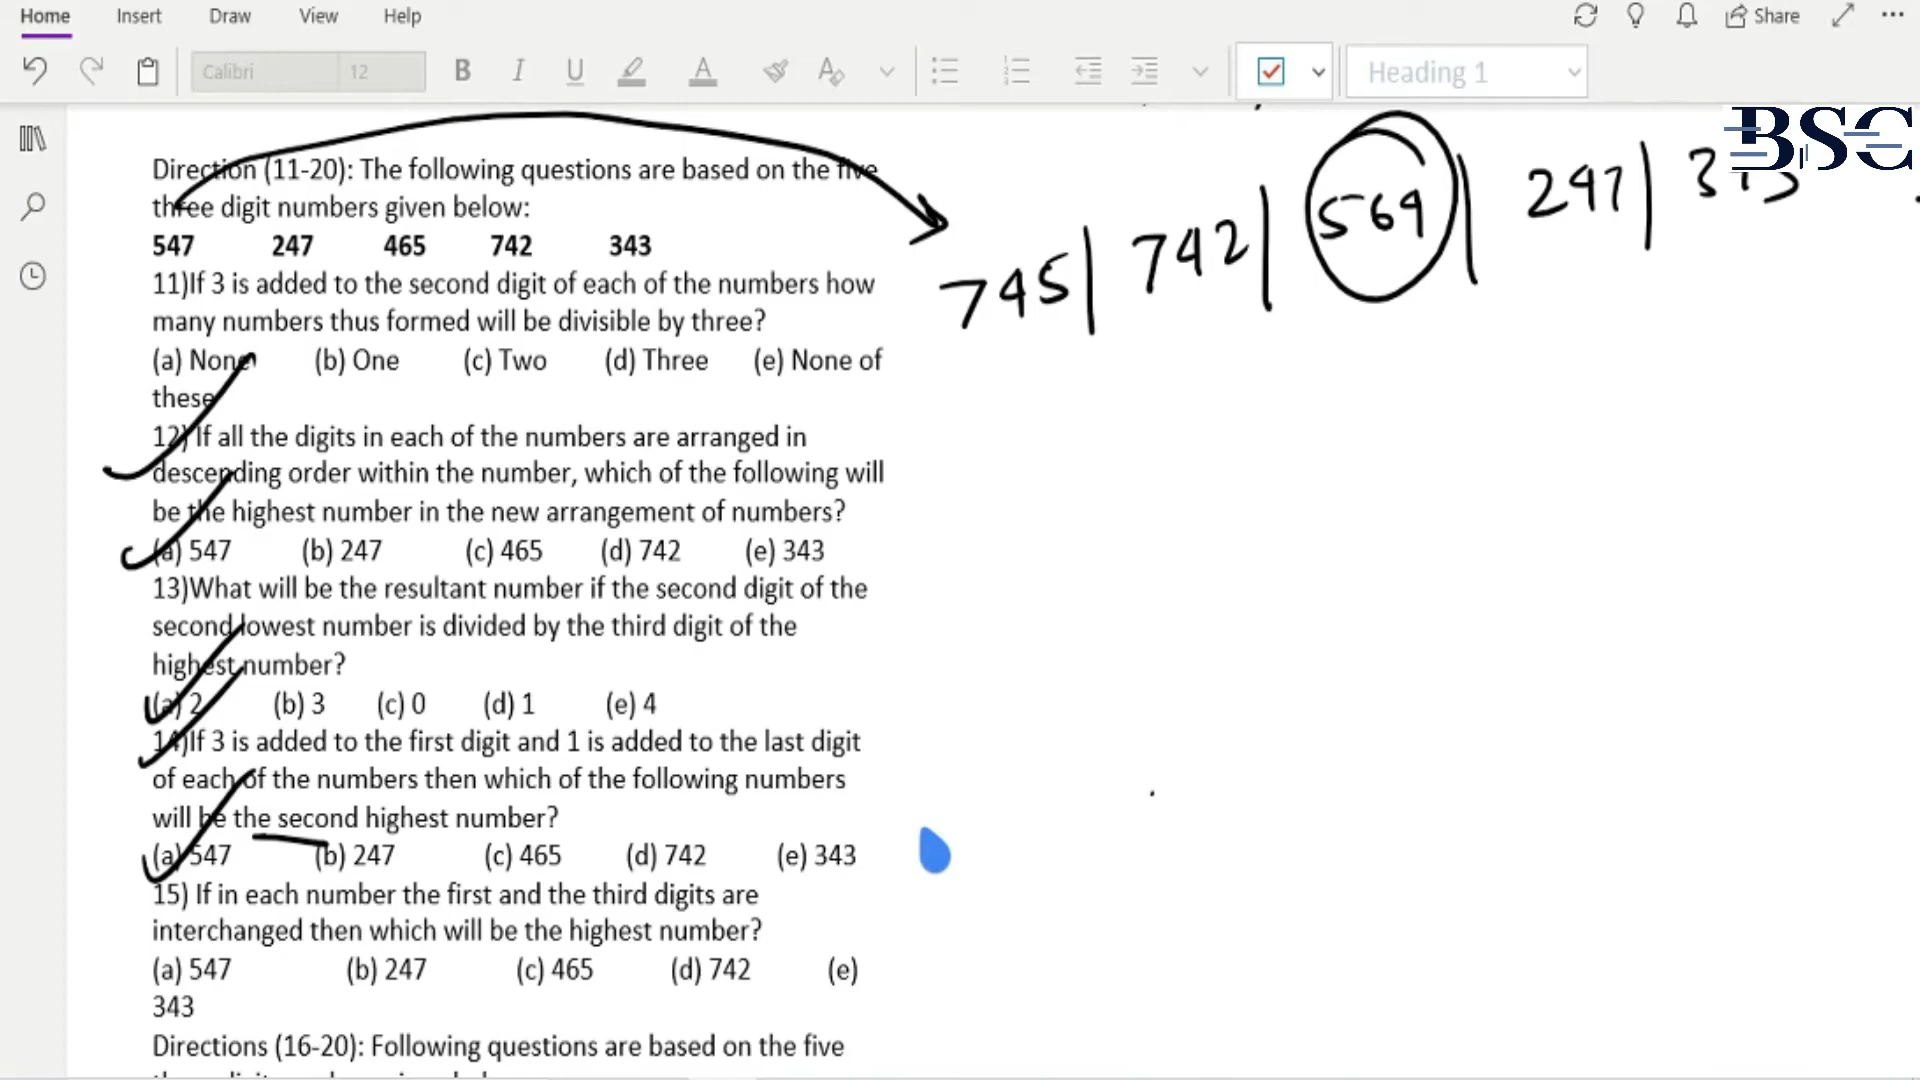 Home Insert Draw View Help Share
Calibri 12 B I U A Heading 1
BSC
Direction (11-20): The following questions are based on the five
three digit numbers given below:
547 247 465 742 343
745 | 742 | 569 | 247 | 343
11)If 3 is added to the second digit of each of the numbers how
many numbers thus formed will be divisible by three?
(a) None (b) One (c) Two (d) Three (e) None of
these
12) If all the digits in each of the numbers are arranged in
descending order within the number, which of the following will
be the highest number in the new arrangement of numbers?
(a) 547 (b) 247 (c) 465 (d) 742 (e) 343
13)What will be the resultant number if the second digit of the
second lowest number is divided by the third digit of the
highest number?
(a) 2 (b) 3 (c) 0 (d) 1 (e) 4
14)If 3 is added to the first digit and 1 is added to the last digit
of each of the numbers then which of the following numbers
will be the second highest number?
(a) 547 (b) 247 (c) 465 (d) 742 (e) 343
15) If in each number the first and the third digits are
interchanged then which will be the highest number?
(a) 547 (b) 247 (c) 465 (d) 742 (e)
343
Directions (16-20): Following questions are based on the five